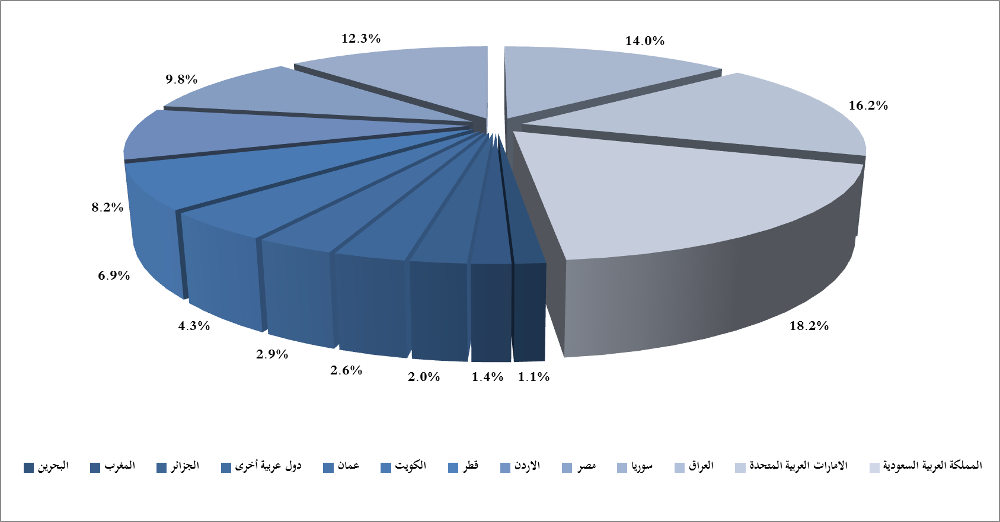 12.3%
14.0%
9.8%
16.2%
8.2%
6.9%
4.3%
18.2%
2.9%
2.6%
2.0%
1.4%
1.1%
المملكة العربية السعودية
الامارات العربية المتحدة
العراق
سوريا
مصر
الاردن
قطر
الكويت
عمان
دول عربية أخرى
الجزائر
المغرب
البحرين